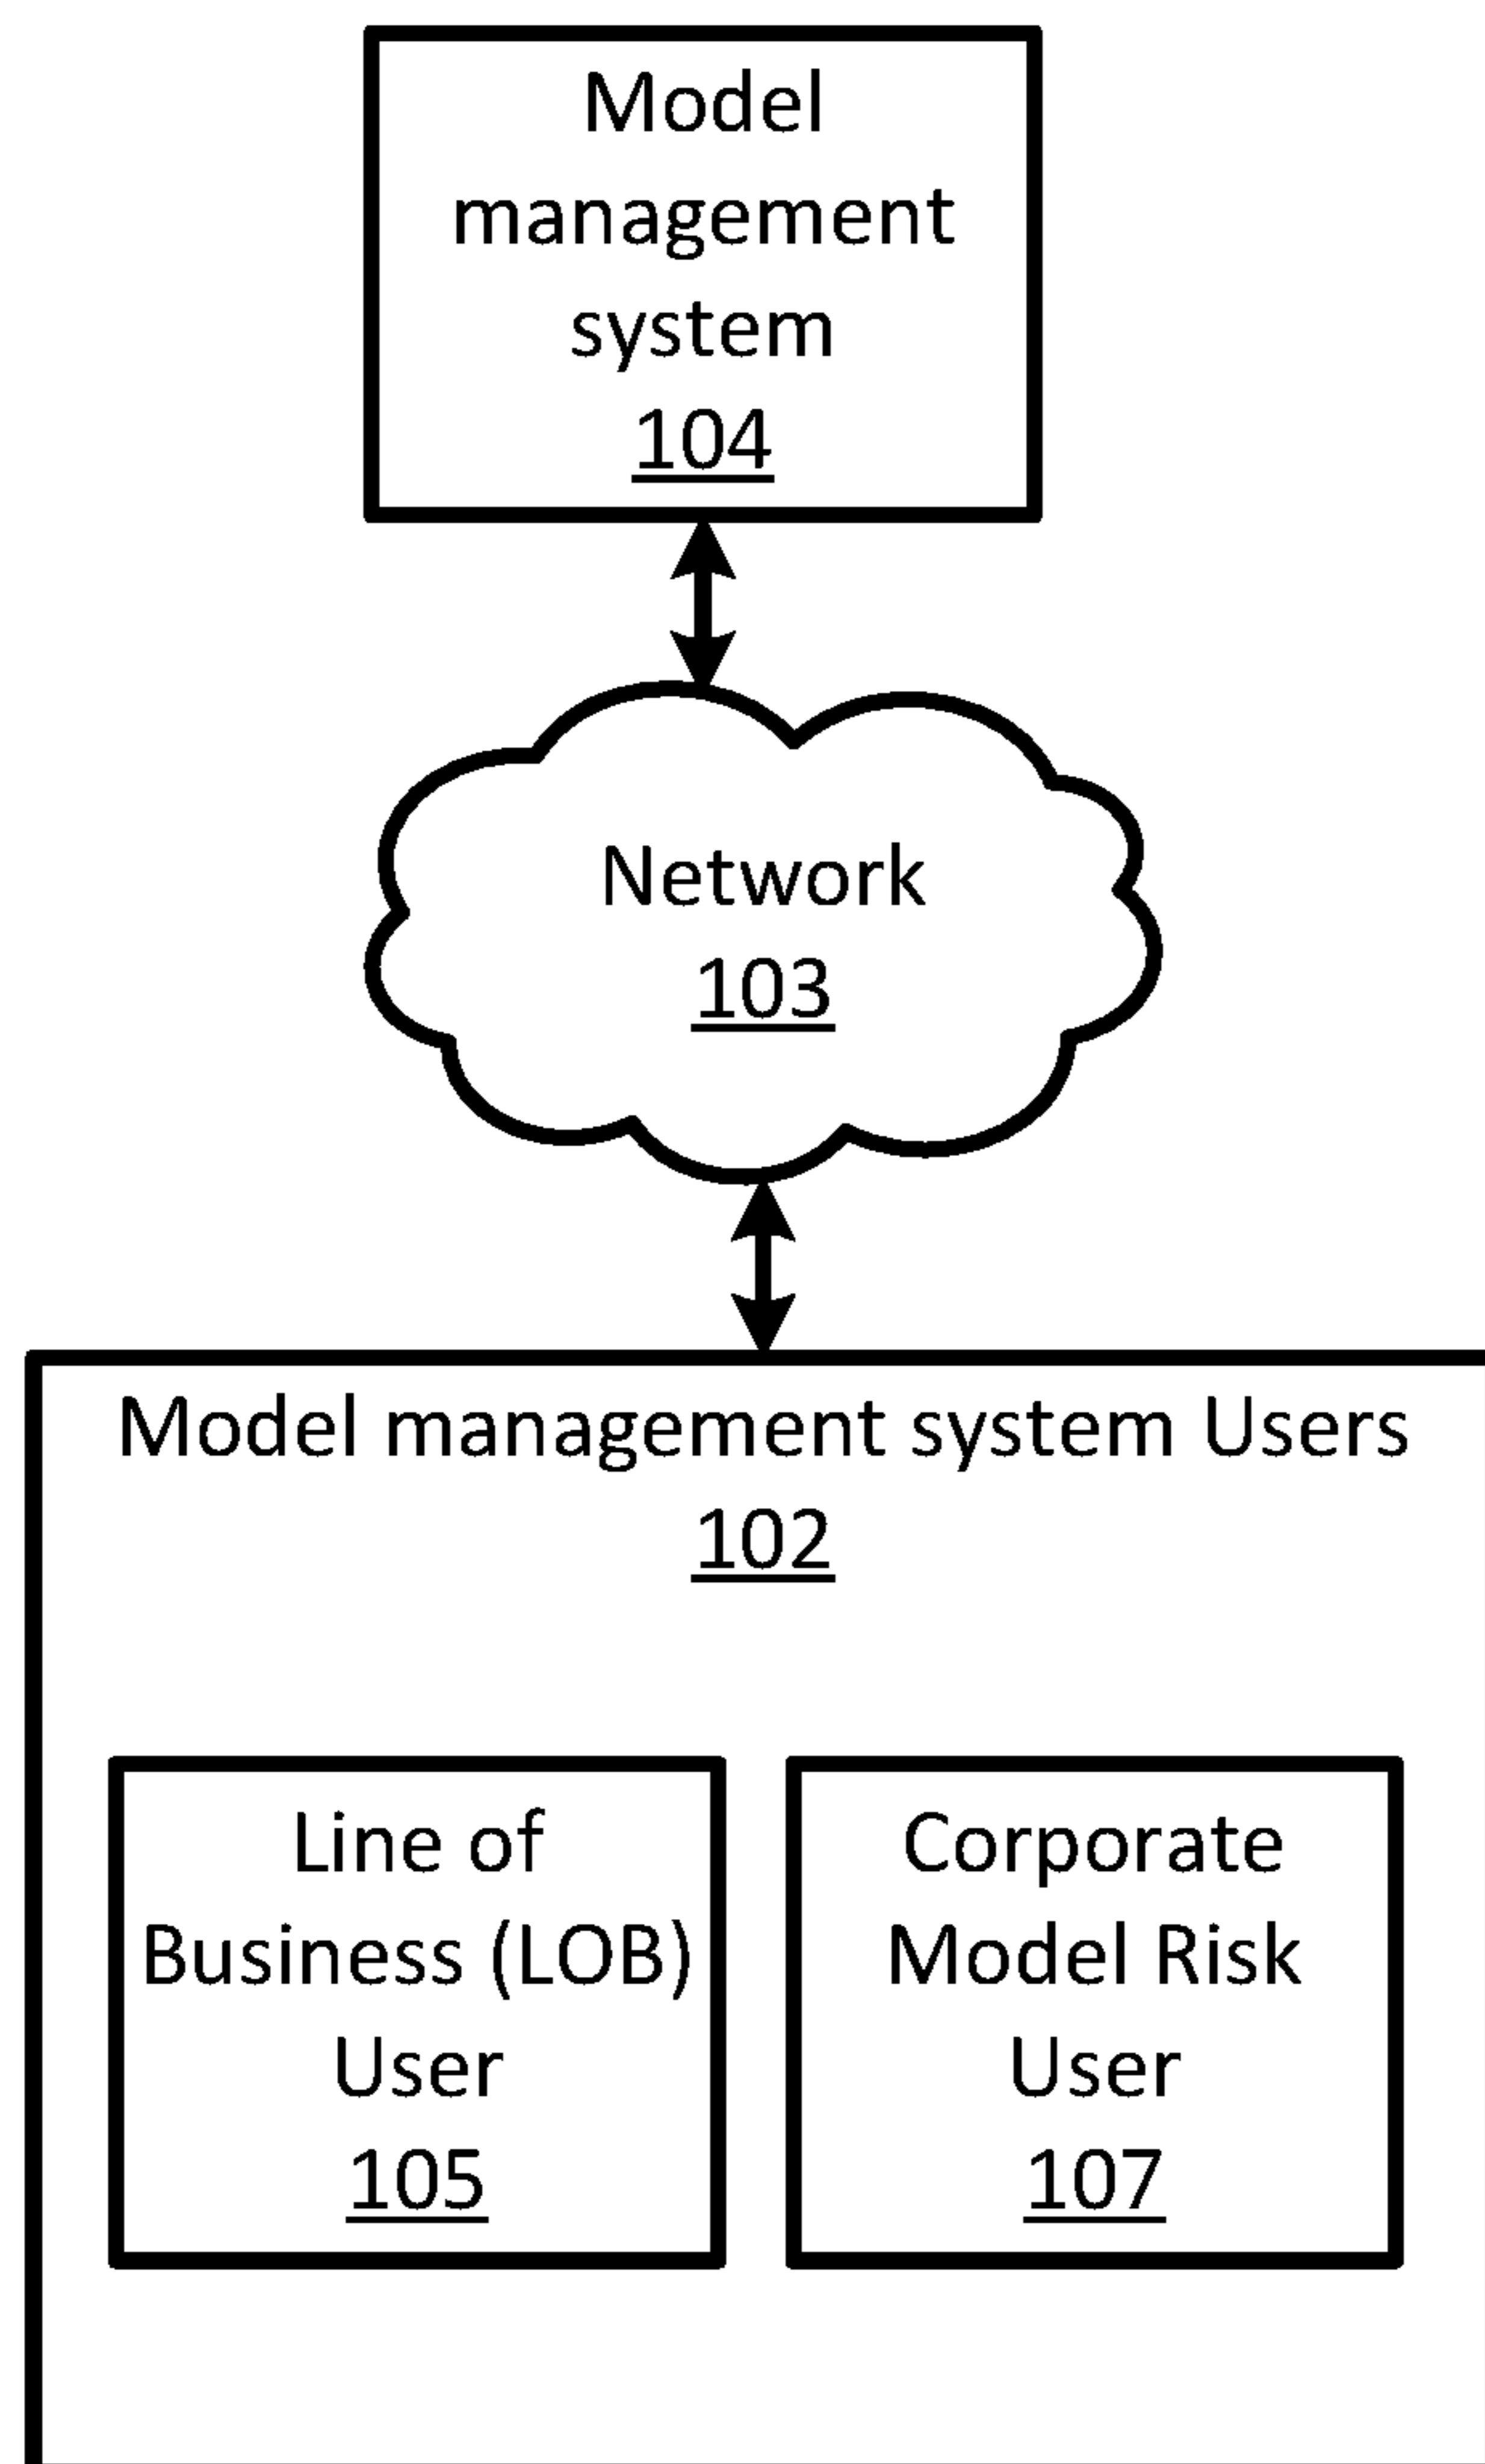 Model
management
system
104
Network
103
Model management system Users
102
Line of
Business (LOB)
User
105
Corporate
Model Risk
User
107